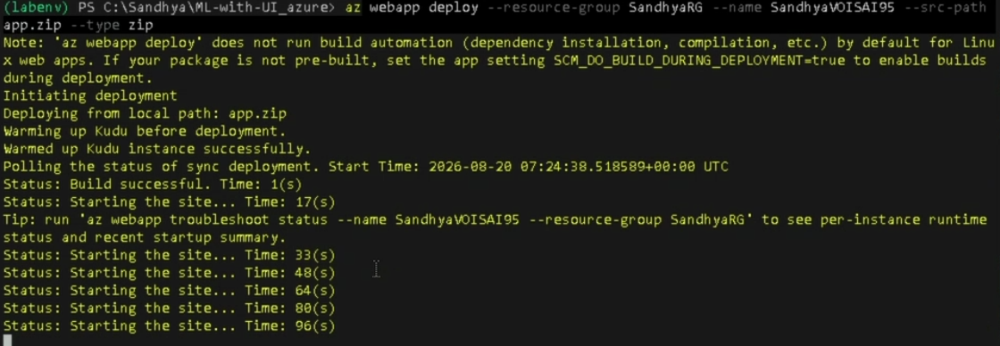 (labenv) PS C:\Sandhya\ML-with-UI_azure> az webapp deploy --resource-group SandhyaRG --name SandhyaVOISAI95 --src-path
app.zip --type zip
Note: 'az webapp deploy' does not run build automation (dependency installation, compilation, etc.) by default for Linu
x web apps. If your package is not pre-built, set the app setting SCM_DO_BUILD_DURING_DEPLOYMENT=true to enable builds
during deployment.
Initiating deployment
Deploying from local path: app.zip
Warming up Kudu before deployment.
Warmed up Kudu instance successfully.
Polling the status of sync deployment. Start Time: 2026-08-20 07:24:38.518589+00:00 UTC
Status: Build successful. Time: 1(s)
Status: Starting the site... Time: 17(s)
Tip: run 'az webapp troubleshoot status --name SandhyaVOISAI95 --resource-group SandhyaRG' to see per-instance runtime
status and recent startup summary.
Status: Starting the site... Time: 33(s)
Status: Starting the site... Time: 48(s)
Status: Starting the site... Time: 64(s)
Status: Starting the site... Time: 80(s)
Status: Starting the site... Time: 96(s)